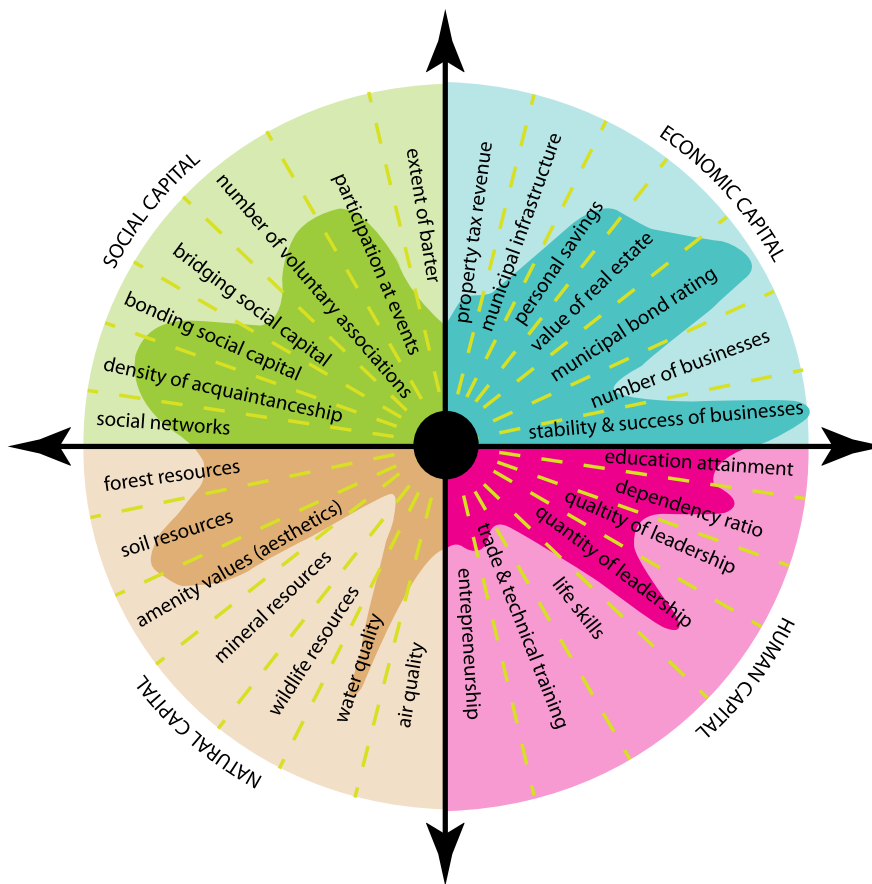 SOCIAL CAPITAL
extent of barter
participation at events
number of voluntary associations
bridging social capital
bonding social capital
density of acquaintanceship
social networks
ECONOMIC CAPITAL
property tax revenue
municipal infrastructure
personal savings
value of real estate
municipal bond rating
number of businesses
stability & success of businesses
HUMAN CAPITAL
education attainment
dependency ratio
qualtity of leadership
quantity of leadership
life skills
trade & technical training
entrepreneurship
NATURAL CAPITAL
forest resources
soil resources
amenity values (aesthetics)
mineral resources
wildlife resources
water quality
air quality